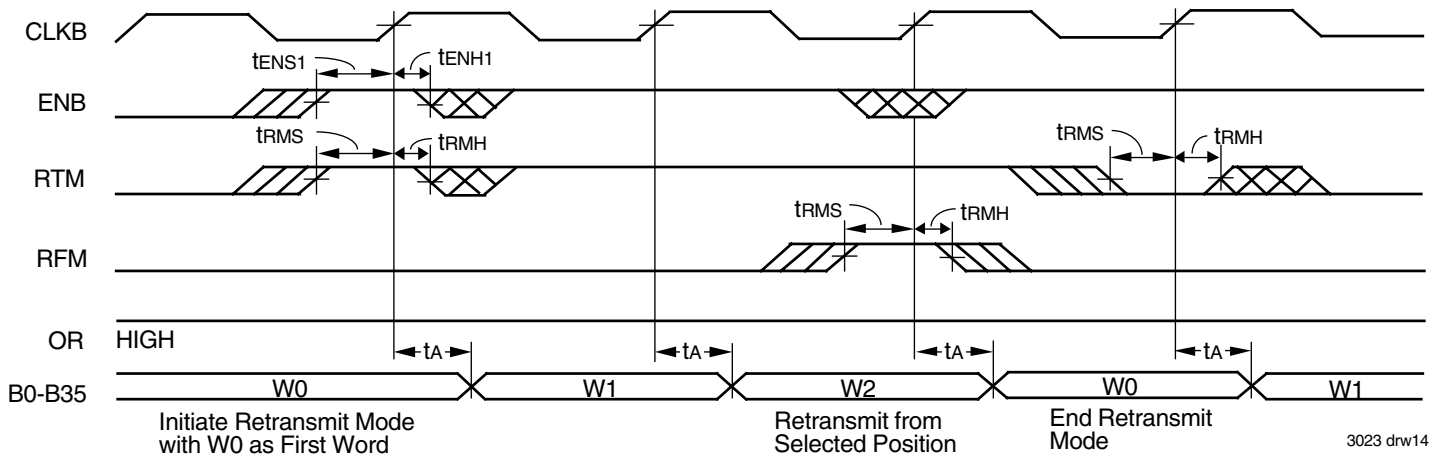 CLKB
tENS1 tENH1
ENB
tRMS tRMH tRMS tRMH
RTM
tRMS tRMH
RFM
OR HIGH
tA tA tA tA
B0-B35 W0 W1 W2 W0 W1
Initiate Retransmit Mode
with W0 as First Word
Retransmit from
Selected Position
End Retransmit
Mode
3023 drw14